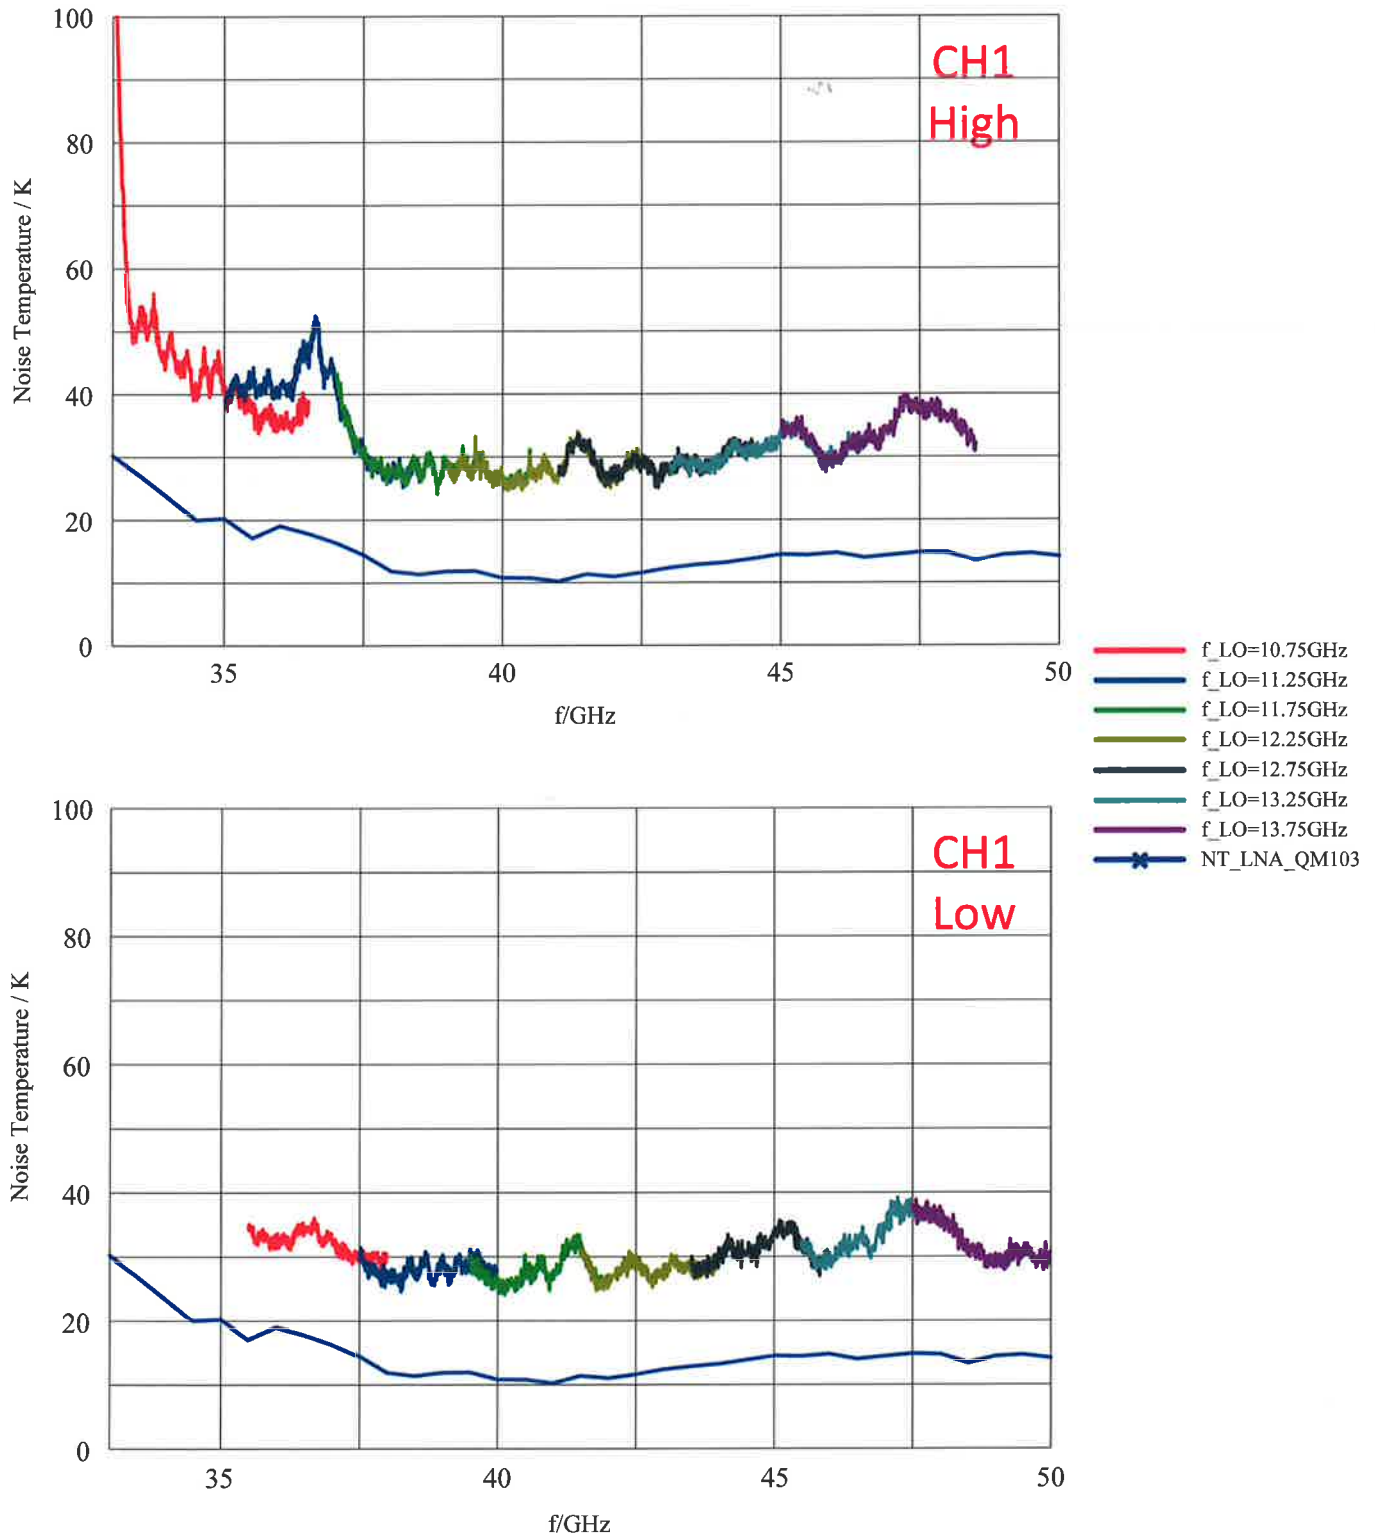 100
80
60
40
20
0
Noise Temperature / K
CH1
High
35
40
45
50
f/GHz
f_LO=10.75GHz
f_LO=11.25GHz
f_LO=11.75GHz
f_LO=12.25GHz
f_LO=12.75GHz
f_LO=13.25GHz
f_LO=13.75GHz
NT_LNA_QM103
100
80
60
40
20
0
Noise Temperature / K
CH1
Low
35
40
45
50
f/GHz